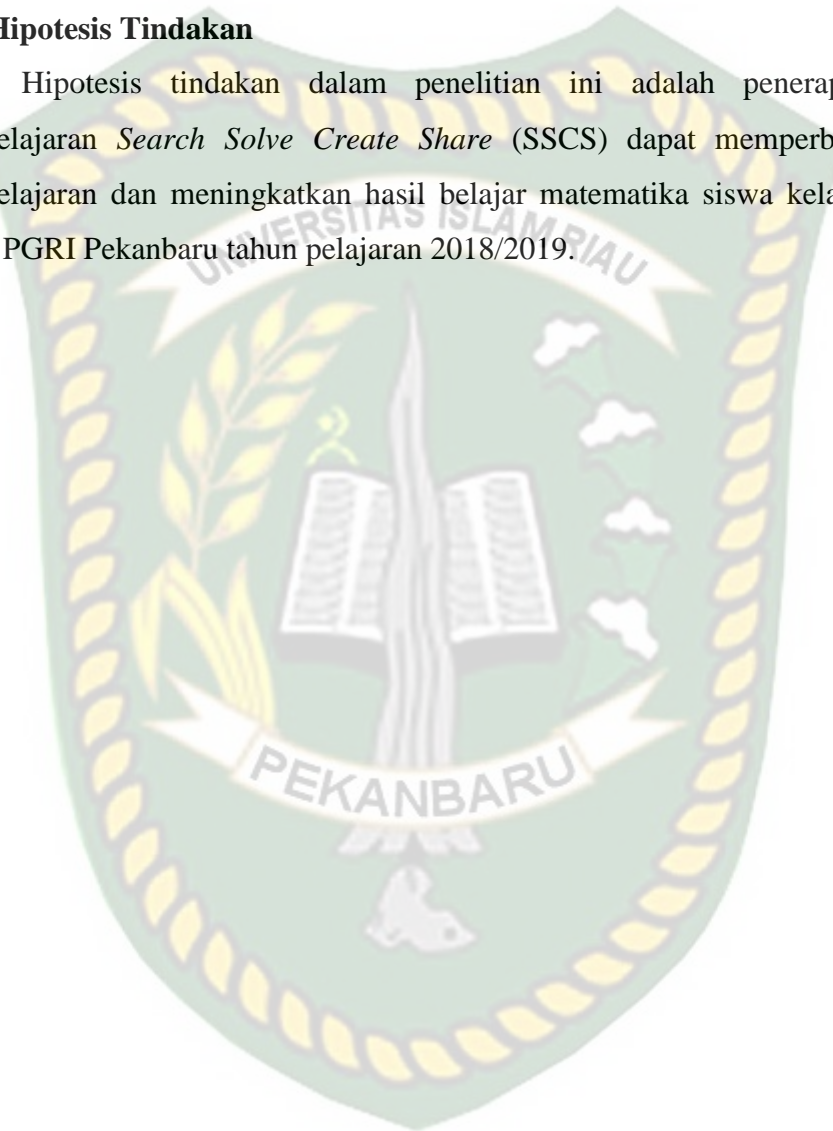 Hipotesis Tindakan
Hipotesis tindakan dalam penelitian ini adalah penerap
elajaran Search Solve Create Share (SSCS) dapat memperb
elajaran dan meningkatkan hasil belajar matematika siswa kela
PGRI Pekanbaru tahun pelajaran 2018/2019.
UNIVERSITAS ISLAM RIAU
PEKANBARU